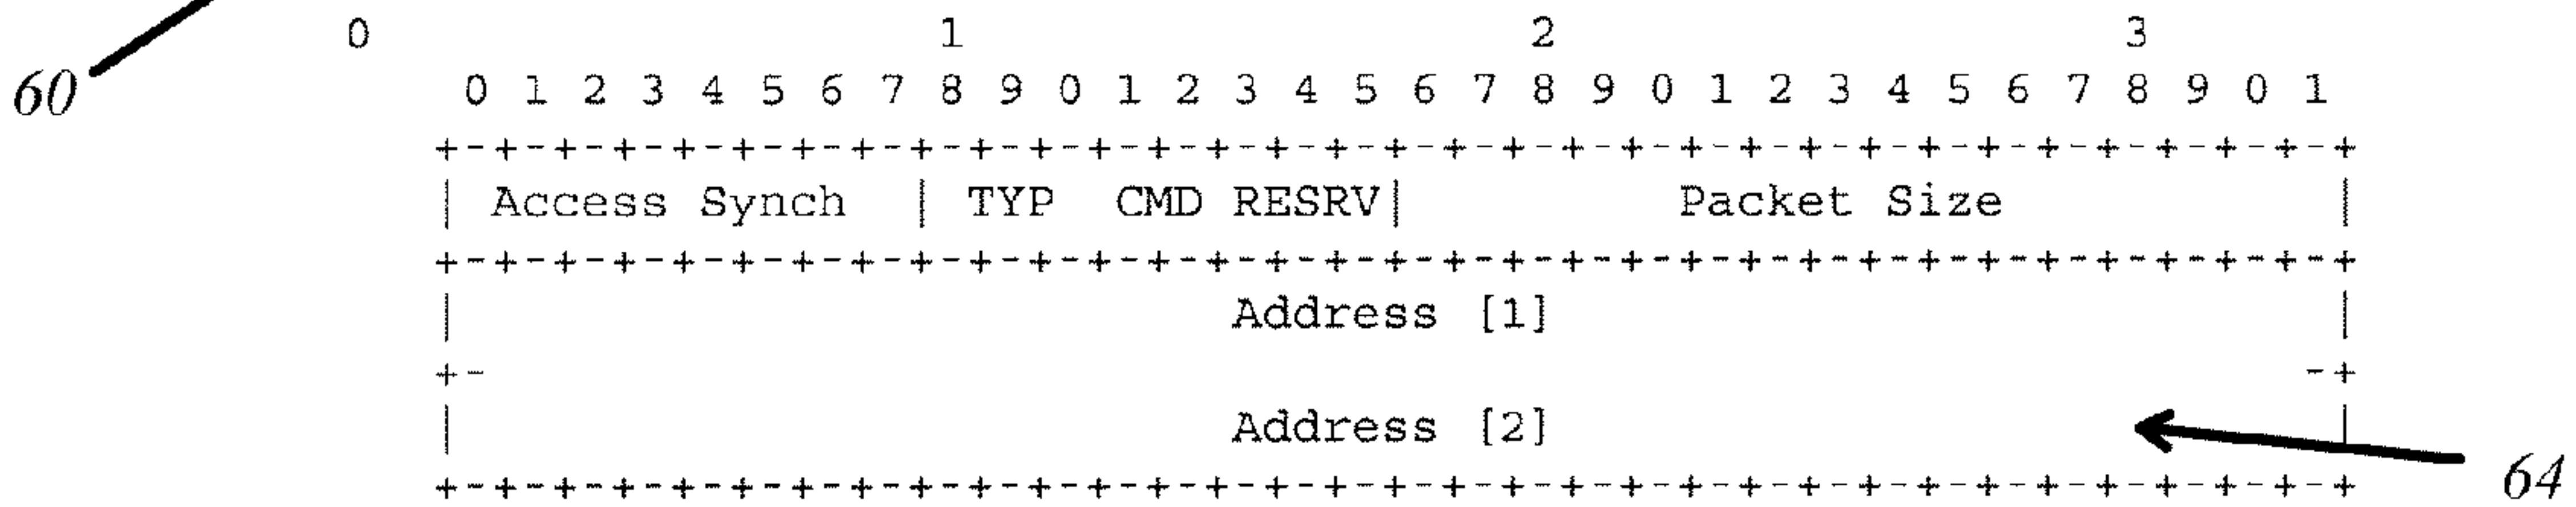 0 1 2 3
60
0 1 2 3 4 5 6 7 8 9 0 1 2 3 4 5 6 7 8 9 0 1 2 3 4 5 6 7 8 9 0 1
+-+-+-+-+-+-+-+-+-+-+-+-+-+-+-+-+-+-+-+-+-+-+-+-+-+-+-+-+-+-+-+-+
| Access Synch | TYP CMD RESRV| Packet Size |
+-+-+-+-+-+-+-+-+-+-+-+-+-+-+-+-+-+-+-+-+-+-+-+-+-+-+-+-+-+-+-+-+
| Address [1] |
+- -+
| Address [2] |
+-+-+-+-+-+-+-+-+-+-+-+-+-+-+-+-+-+-+-+-+-+-+-+-+-+-+-+-+-+-+-+-+
64